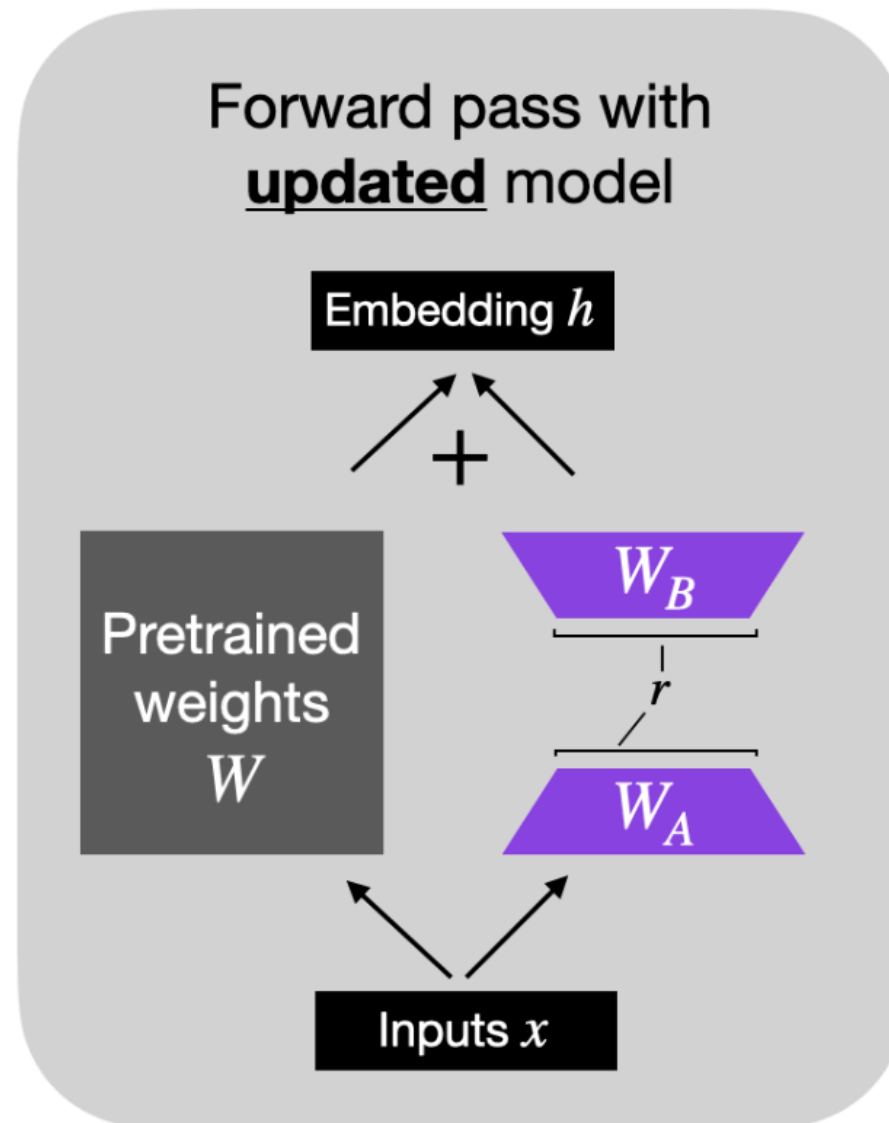 Forward pass with
updated model
Embedding h
+
Pretrained
weights
W
W_B
r
W_A
Inputs x